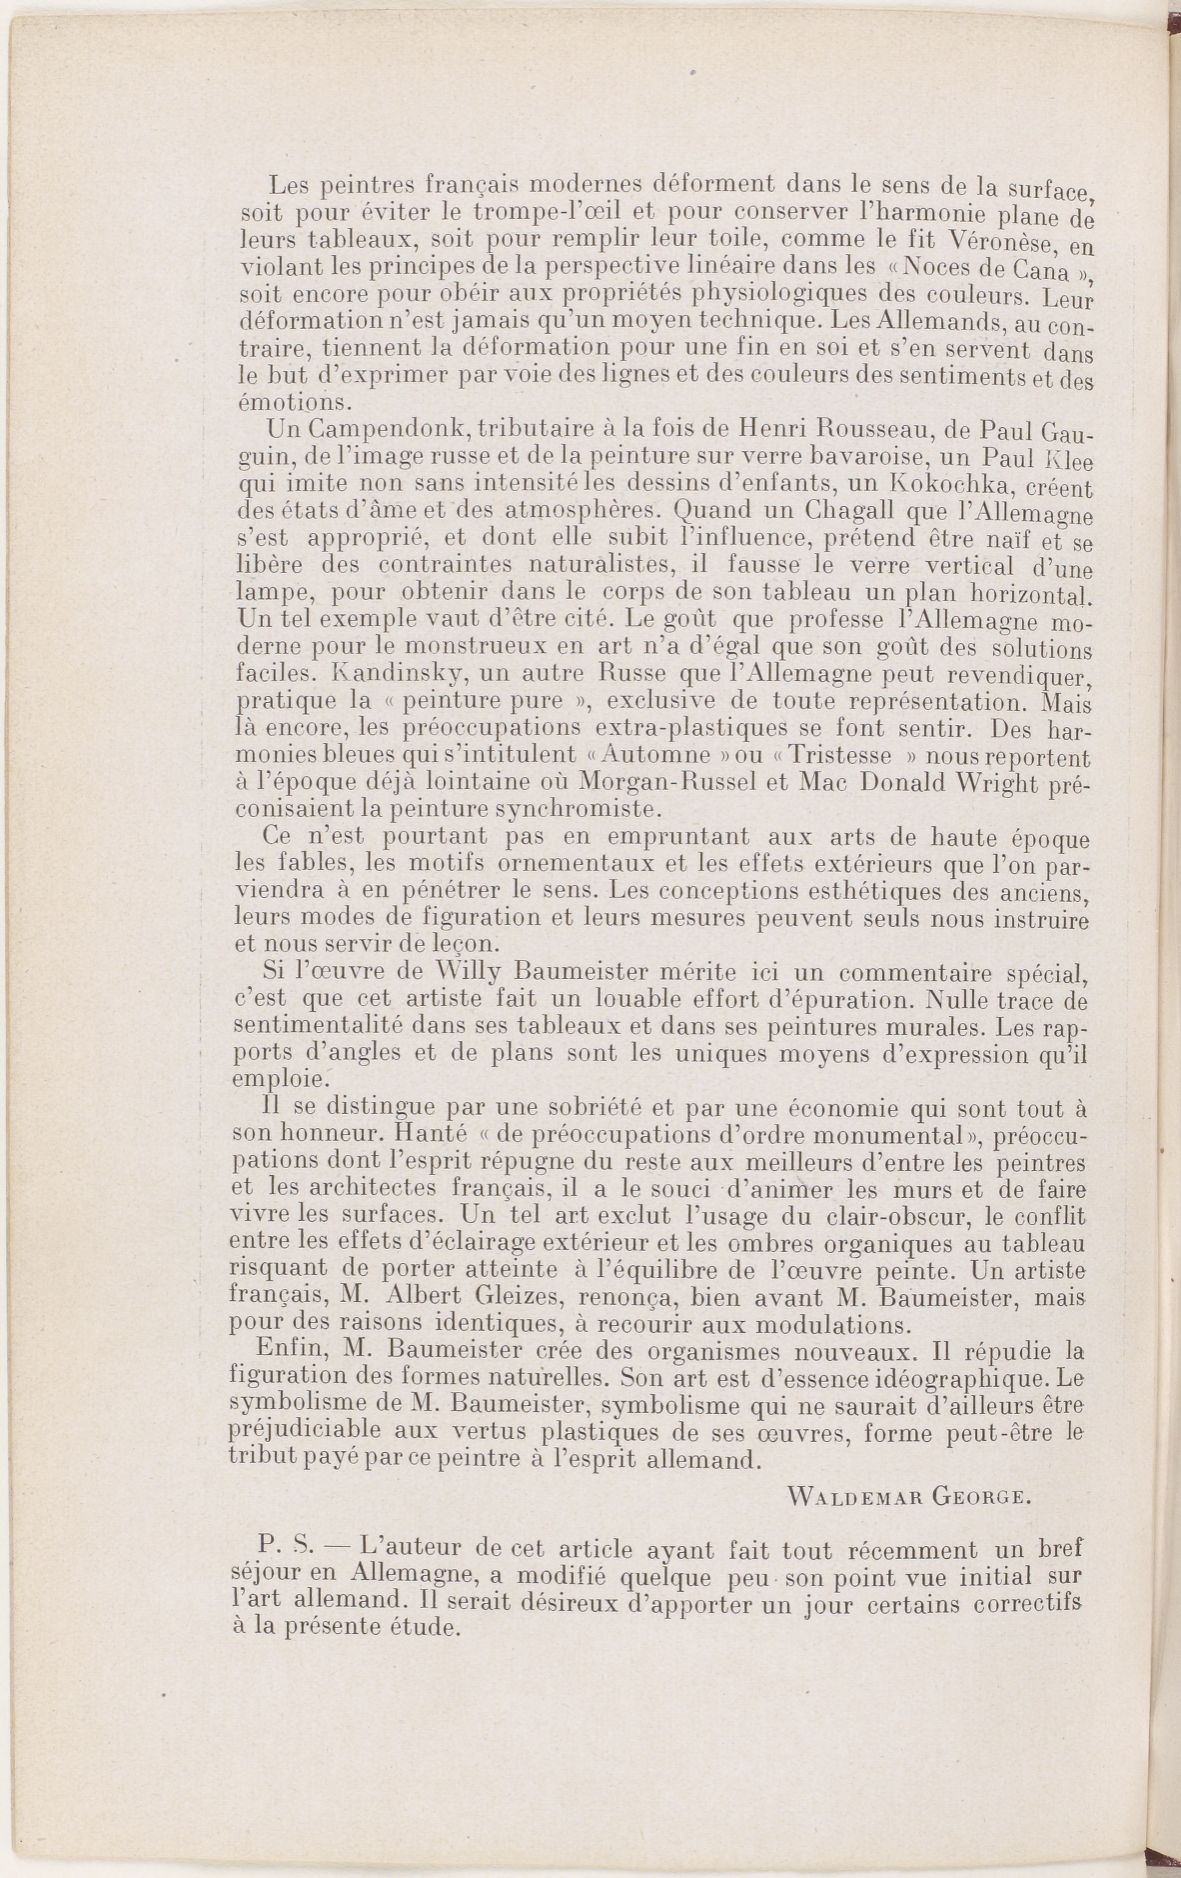 Les peintres français modernes déforment dans le sens de la surface,
soit pour éviter le trompe-l'œil et pour conserver l'harmonie plane de
leurs tableaux, soit pour remplir leur toile, comme le fit Véronèse, en
violant les principes de la perspective linéaire dans les « Noces de Cana »,
soit encore pour obéir aux propriétés physiologiques des couleurs. Leur
déformation n'est jamais qu'un moyen technique. Les Allemands, au con-
traire, tiennent la déformation pour une fin en soi et s'en servent dans
le but d'exprimer par voie des lignes et des couleurs des sentiments et des
émotions.
Un Campendonk, tributaire à la fois de Henri Rousseau, de Paul Gau-
guin, de l'image russe et de la peinture sur verre bavaroise, un Paul Klee
qui imite non sans intensité les dessins d'enfants, un Kokochka, créent
des états d'âme et des atmosphères. Quand un Chagall que l'Allemagne
s'est approprié, et dont elle subit l'influence, prétend être naïf et se
libère des contraintes naturalistes, il fausse le verre vertical d'une
lampe, pour obtenir dans le corps de son tableau un plan horizontal.
Un tel exemple vaut d'être cité. Le goût que professe l'Allemagne mo-
derne pour le monstrueux en art n'a d'égal que son goût des solutions
faciles. Kandinsky, un autre Russe que l'Allemagne peut revendiquer,
pratique la « peinture pure », exclusive de toute représentation. Mais
là encore, les préoccupations extra-plastiques se font sentir. Des har-
monies bleues qui s'intitulent « Automne » ou « Tristesse » nous reportent
à l'époque déjà lointaine où Morgan-Russel et Mac Donald Wright pré-
conisaient la peinture synchromiste.
Ce n'est pourtant pas en empruntant aux arts de haute époque
les fables, les motifs ornementaux et les effets extérieurs que l'on par-
viendra à en pénétrer le sens. Les conceptions esthétiques des anciens,
leurs modes de figuration et leurs mesures peuvent seuls nous instruire
et nous servir de leçon.
Si l'œuvre de Willy Baumeister mérite ici un commentaire spécial,
c'est que cet artiste fait un louable effort d'épuration. Nulle trace de
sentimentalité dans ses tableaux et dans ses peintures murales. Les rap-
ports d'angles et de plans sont les uniques moyens d'expression qu'il
emploie.
Il se distingue par une sobriété et par une économie qui sont tout à
son honneur. Hanté « de préoccupations d'ordre monumental », préoccu-
pations dont l'esprit répugne du reste aux meilleurs d'entre les peintres
et les architectes français, il a le souci d'animer les murs et de faire
vivre les surfaces. Un tel art exclut l'usage du clair-obscur, le conflit
entre les effets d'éclairage extérieur et les ombres organiques au tableau
risquant de porter atteinte à l'équilibre de l'œuvre peinte. Un artiste
français, M. Albert Gleizes, renonça, bien avant M. Baumeister, mais
pour des raisons identiques, à recourir aux modulations.
Enfin, M. Baumeister crée des organismes nouveaux. Il répudie la
figuration des formes naturelles. Son art est d'essence idéographique. Le
symbolisme de M. Baumeister, symbolisme qui ne saurait d'ailleurs être
préjudiciable aux vertus plastiques de ses œuvres, forme peut-être le
tribut payé par ce peintre à l'esprit allemand.
WALDEMAR GEORGE.
P. S. — L'auteur de cet article ayant fait tout récemment un bref
séjour en Allemagne, a modifié quelque peu son point vue initial sur
l'art allemand. Il serait désireux d'apporter un jour certains correctifs
à la présente étude.